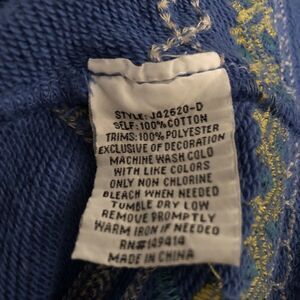 STYLE: J42620-D
SELF: 100% COTTON
TRIMS: 100% POLYESTER
EXCLUSIVE OF DECORATION
MACHINE WASH COLD
WITH LIKE COLORS
ONLY NON CHLORINE
BLEACH WHEN NEEDED
TUMBLE DRY LOW
REMOVE PROMPTLY
WARM IRON IF NEEDED
RN#149414
MADE IN CHINA